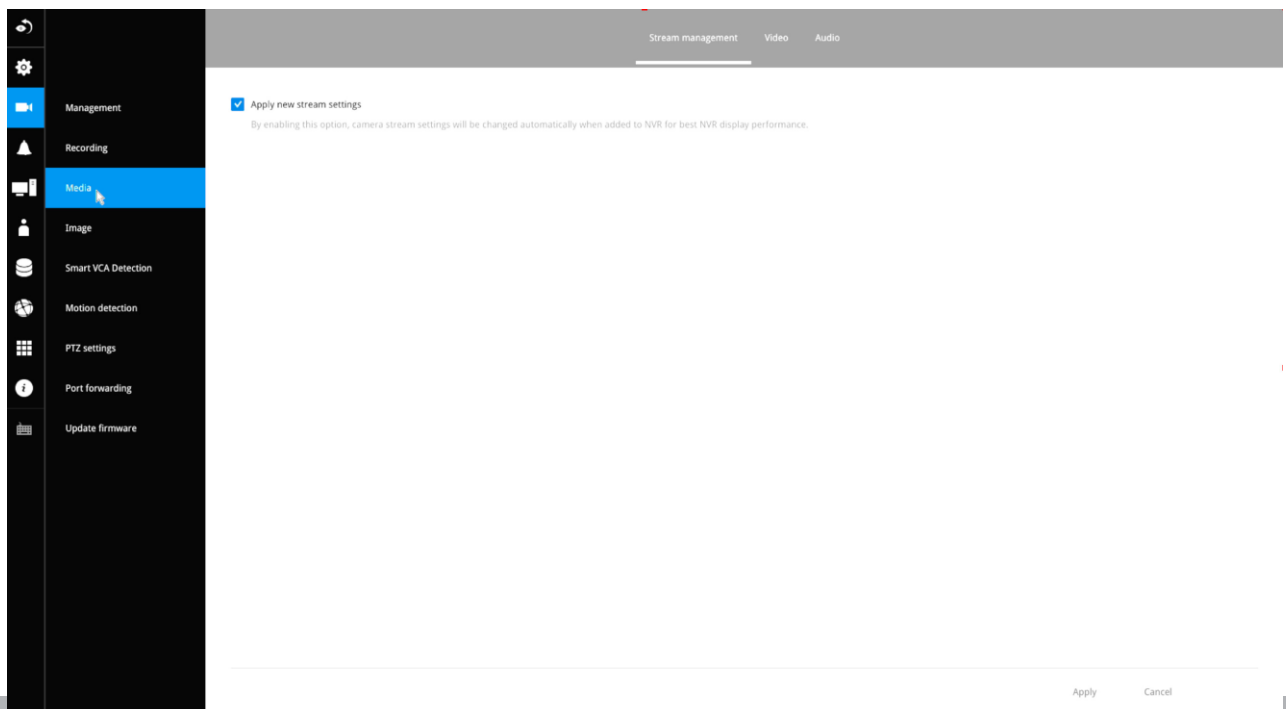 Stream management
Video
Audio
Management
Recording
Media
Image
Smart VCA Detection
Motion detection
PTZ settings
Port forwarding
Update firmware
Apply new stream settings
By enabling this option, camera stream settings will be changed automatically when added to NVR for best NVR display performance.
Apply
Cancel